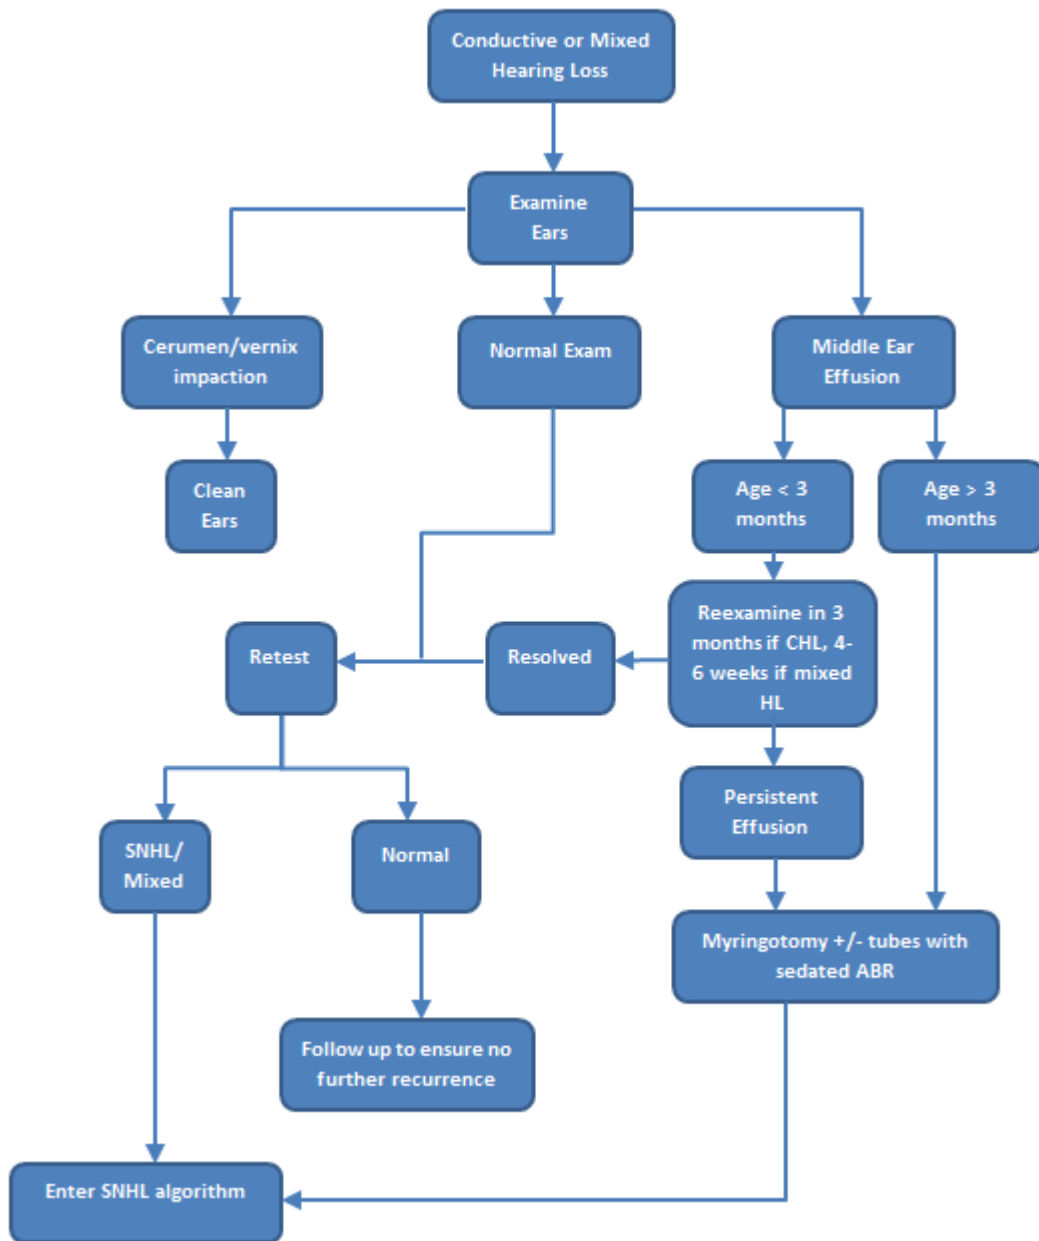 Conductive or Mixed
Hearing Loss
Examine
Ears
Cerumen/vernix
impaction
Normal Exam
Middle Ear
Effusion
Clean
Ears
Age < 3
months
Age > 3
months
Retest
Resolved
Reexamine in 3
months if CHL, 4-
6 weeks if mixed
HL
Persistent
Effusion
SNHL/
Mixed
Normal
Myringotomy +/- tubes with
sedated ABR
Follow up to ensure no
further recurrence
Enter SNHL algorithm